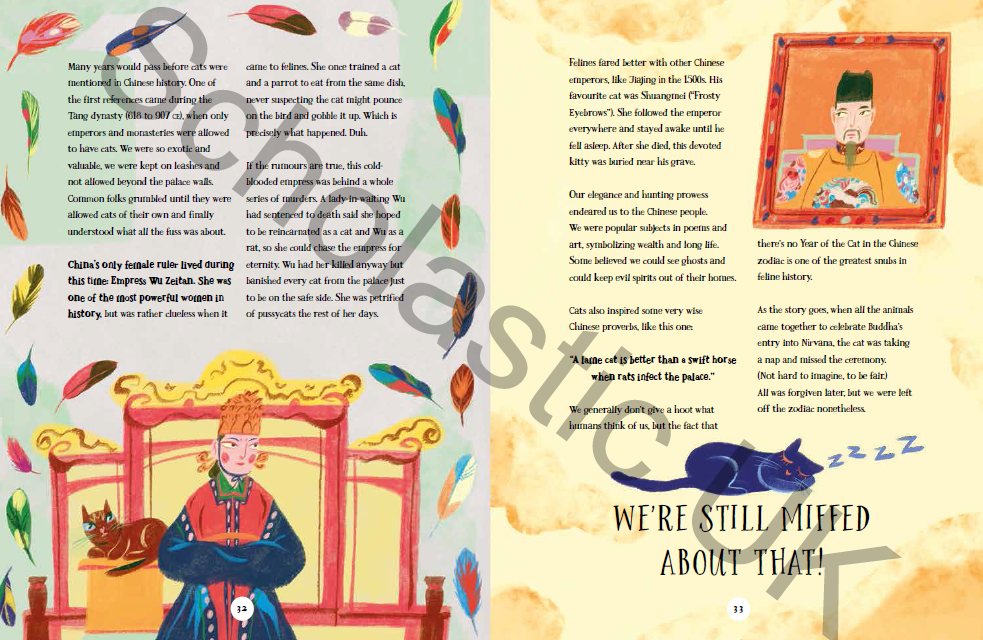 Many years would pass before cats were
mentioned in Chinese history. One of
the first references came during the
Tang dynasty (618 to 907 CE), when only
emperors and monasteries were allowed
to have cats. We were so exotic and
valuable, we were kept on leashes and
not allowed beyond the palace walls.
Common folks grumbled until they were
allowed cats of their own and finally
understood what all the fuss was about.
China's only female ruler lived during
this time: Empress Wu Zeitan. She was
one of the most powerful women in
history, but was rather clueless when it
came to felines. She once trained a cat
and a parrot to eat from the same dish,
never suspecting the cat might pounce
on the bird and gobble it up. Which is
precisely what happened. Duh.
If the rumours are true, this cold-
blooded empress was behind a whole
series of murders. A lady-in-waiting Wu
had sentenced to death said she hoped
to be reincarnated as a cat and Wu as a
rat, so she could chase the empress for
eternity. Wu had her killed anyway but
banished every cat from the palace just
to be on the safe side. She was petrified
of pussycats the rest of her days.
32
Felines fared better with other Chinese
emperors, like Jiajing in the 1500s. His
favourite cat was Shuangmei ("Frosty
Eyebrows"). She followed the emperor
everywhere and stayed awake until he
fell asleep. After she died, this devoted
kitty was buried near his grave.
Our elegance and hunting prowess
endeared us to the Chinese people.
We were popular subjects in poems and
art, symbolizing wealth and long life.
Some believed we could see ghosts and
could keep evil spirits out of their homes.
Cats also inspired some very wise
Chinese proverbs, like this one:
"A lame cat is better than a swift horse
when rats infect the palace."
We generally don't give a hoot what
humans think of us, but the fact that
there's no Year of the Cat in the Chinese
zodiac is one of the greatest snubs in
feline history.
As the story goes, when all the animals
came together to celebrate Buddha's
entry into Nirvana, the cat was taking
a nap and missed the ceremony.
(Not hard to imagine, to be fair.)
All was forgiven later, but we were left
off the zodiac nonetheless.
ZZZZZ
WE'RE STILL MIFFED
ABOUT THAT!
33
Scholastic UK